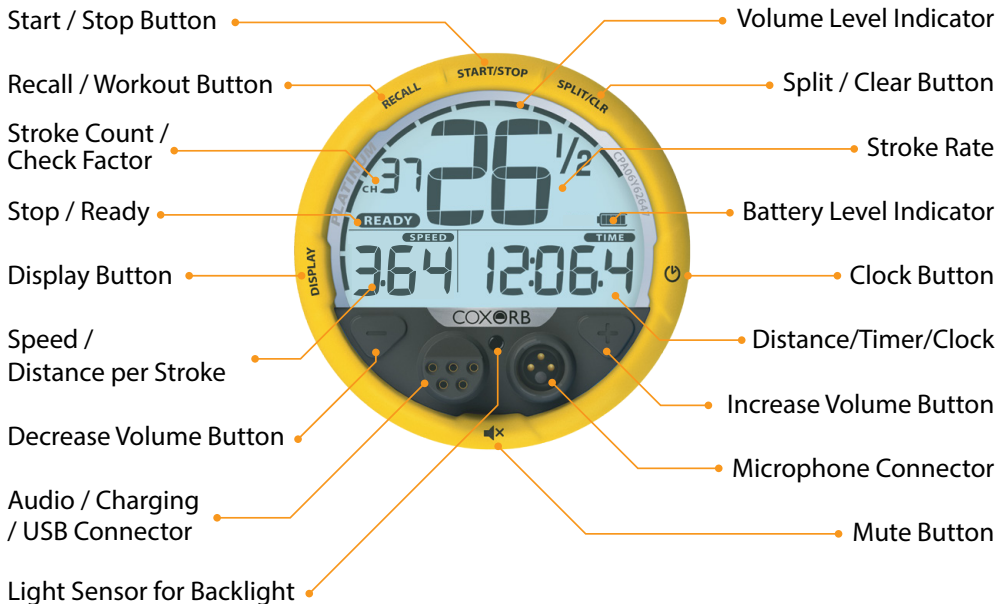 Start / Stop Button
Recall / Workout Button
Stroke Count /
Check Factor
Stop / Ready
Display Button
Speed /
Distance per Stroke
Decrease Volume Button
Audio / Charging
/ USB Connector
Light Sensor for Backlight
RECALL
START/STOP
SPLIT/CLR
PLATINUM
CPA06Y62647
26 1/2
CH 37
READY
SPEED
TIME
3:64
12:06:4
DISPLAY
COXORB
Volume Level Indicator
Split / Clear Button
Stroke Rate
Battery Level Indicator
Clock Button
Distance/Timer/Clock
Increase Volume Button
Microphone Connector
Mute Button